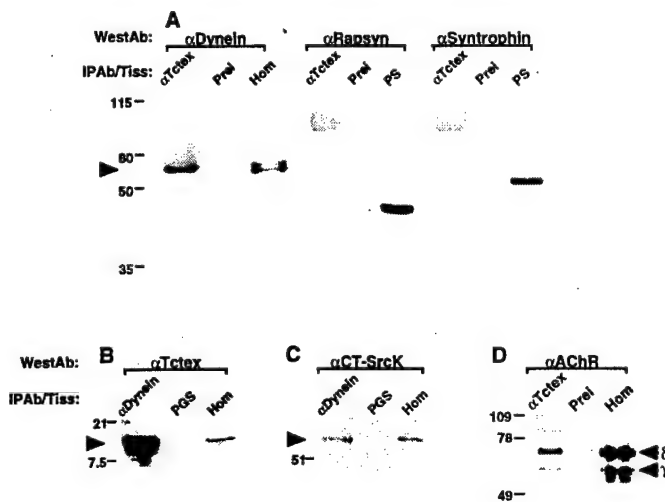 A
WestAb: αDynein αRapsyn αSyntrophin
IPAb/Tiss: αTctex PreI Hom αTctex PreI PS αTctex PreI PS
115
60
50
35
B C D
WestAb: αTctex αCT-SrcK αAChR
IPAb/Tiss: αDynein PGS Hom αDynein PGS Hom αTctex PreI Hom
21
7.5
51
109
78
49